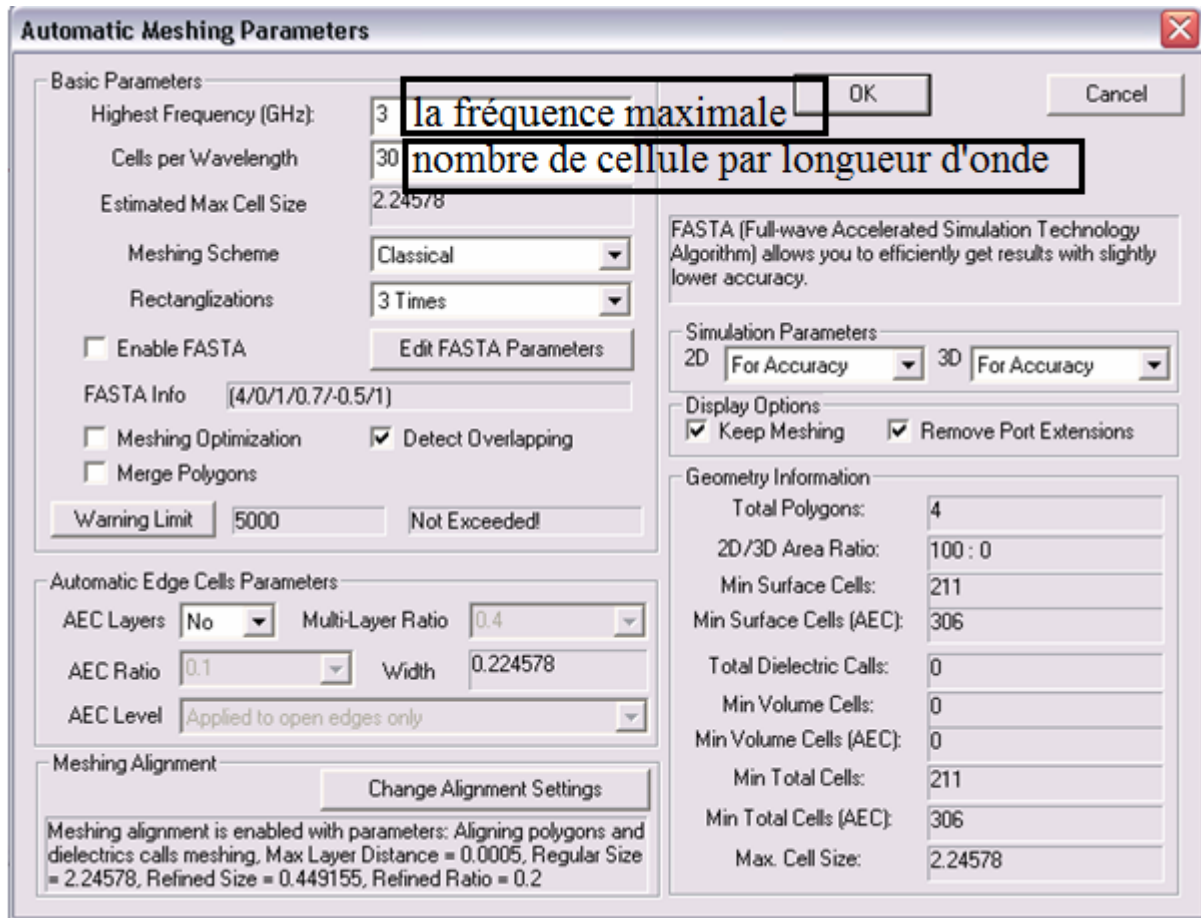 Automatic Meshing Parameters
Basic Parameters
Highest Frequency (GHz): 3 la fréquence maximale
Cells per Wavelength 30 nombre de cellule par longueur d'onde
Estimated Max Cell Size 2.24578
Meshing Scheme Classical
Rectanglizations 3 Times
Enable FASTA Edit FASTA Parameters
FASTA Info (4/0/1/0.7/-0.5/1)
Meshing Optimization Detect Overlapping
Merge Polygons
Warning Limit 5000 Not Exceeded!
Automatic Edge Cells Parameters
AEC Layers No Multi-Layer Ratio 0.4
AEC Ratio 0.1 Width 0.224578
AEC Level Applied to open edges only
Meshing Alignment
Change Alignment Settings
Meshing alignment is enabled with parameters: Aligning polygons and
dielectrics calls meshing, Max Layer Distance = 0.0005, Regular Size
= 2.24578, Refined Size = 0.449155, Refined Ratio = 0.2
OK Cancel
FASTA (Full-wave Accelerated Simulation Technology
Algorithm) allows you to efficiently get results with slightly
lower accuracy.
Simulation Parameters
2D For Accuracy 3D For Accuracy
Display Options
Keep Meshing Remove Port Extensions
Geometry Information
Total Polygons: 4
2D/3D Area Ratio: 100 : 0
Min Surface Cells: 211
Min Surface Cells (AEC): 306
Total Dielectric Calls: 0
Min Volume Cells: 0
Min Volume Cells (AEC): 0
Min Total Cells: 211
Min Total Cells (AEC): 306
Max. Cell Size: 2.24578